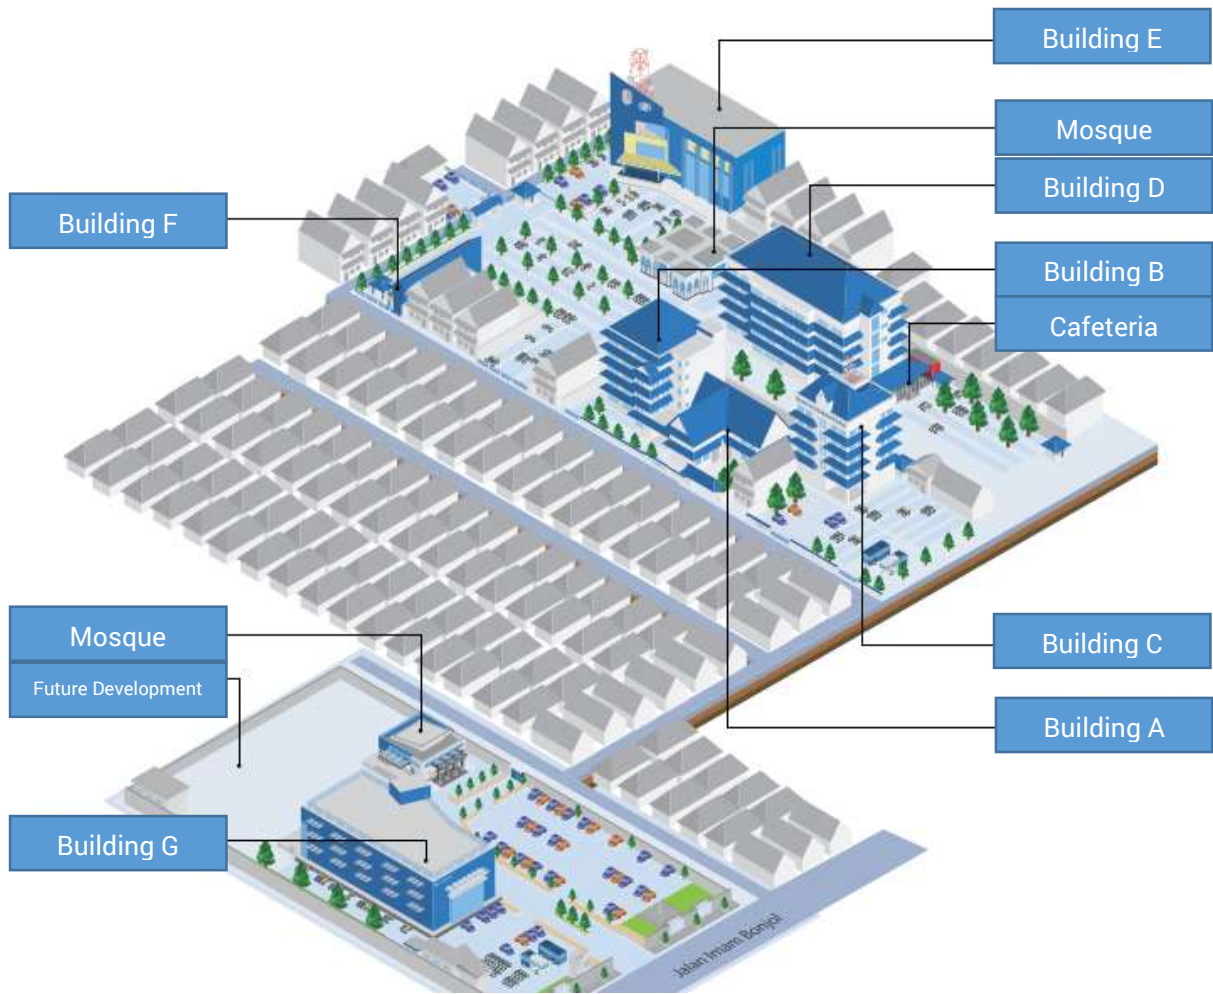 Building E
Mosque
Building D
Building F
Building B
Cafeteria
Mosque
Building C
Future Development
Building A
Building G
Jalan Imam Bonjol